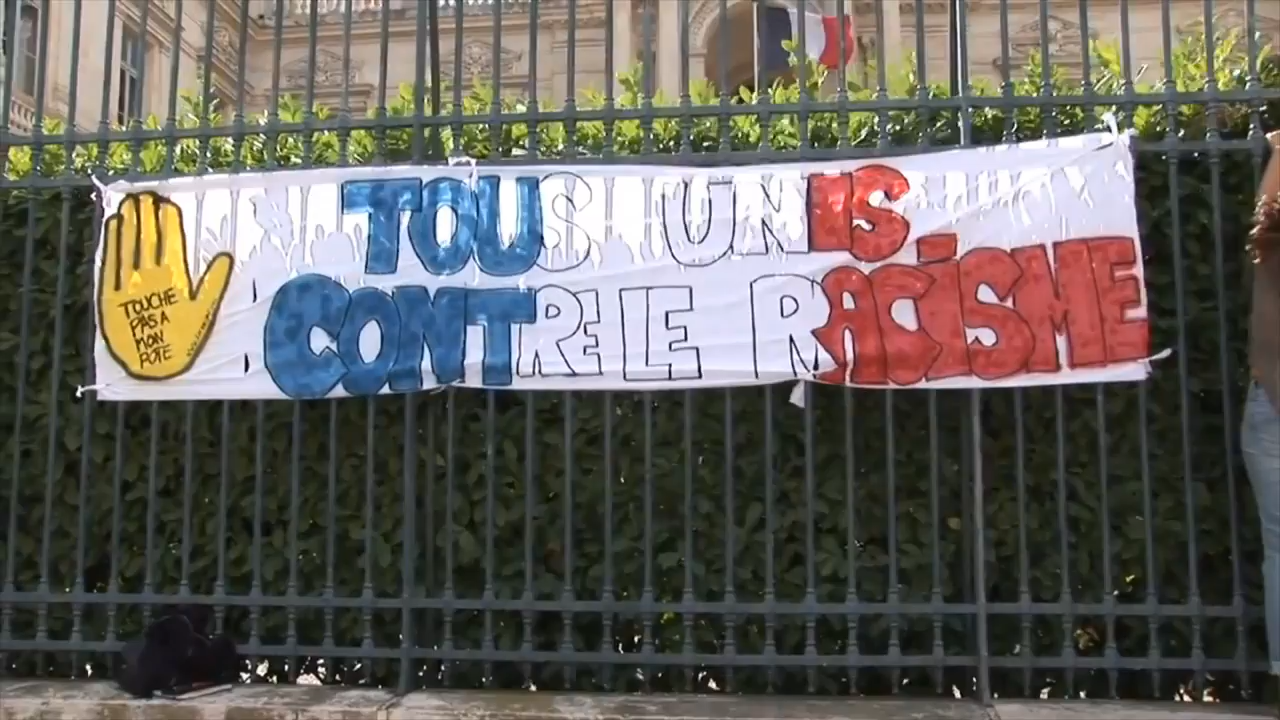 TOUCHE
PAS A
MON
POTE
TOUS UNIS
CONTRE LE RACISME